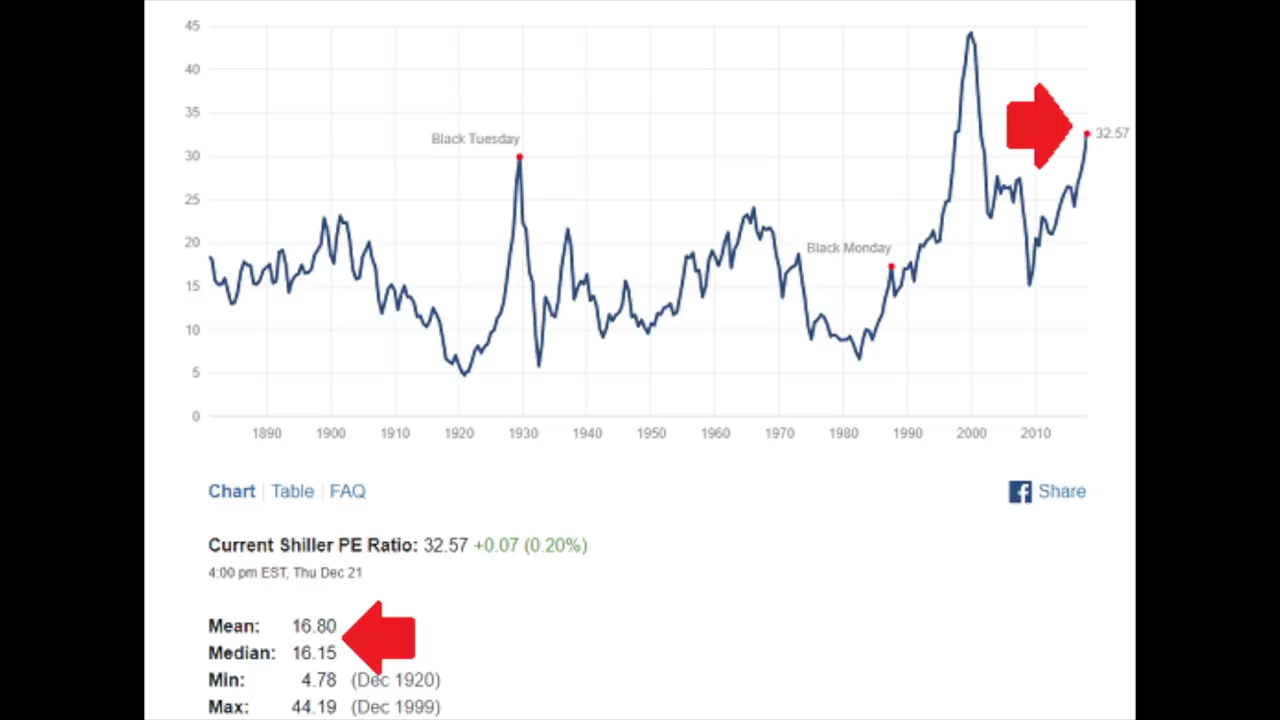 45
40
35
Black Tuesday
32.57
30
25
Black Monday
20
15
10
5
0
1890 1900 1910 1920 1930 1940 1950 1960 1970 1980 1990 2000 2010
Chart Table FAQ Share
Current Shiller PE Ratio: 32.57 +0.07 (0.20%)
4:00 pm EST, Thu Dec 21
Mean: 16.80
Median: 16.15
Min: 4.78 (Dec 1920)
Max: 44.19 (Dec 1999)